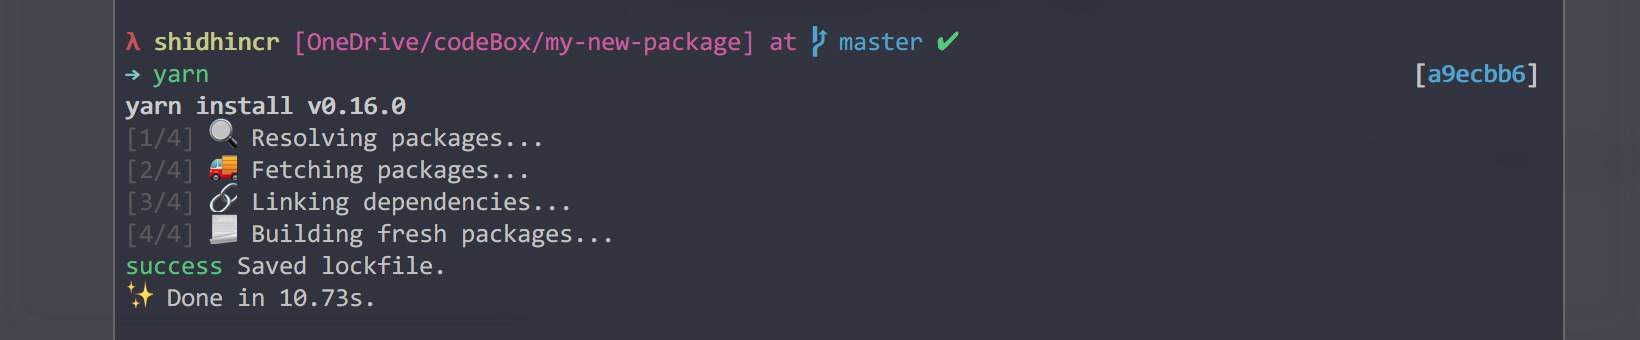 λ shidhincr [OneDrive/codeBox/my-new-package] at master ✔
➜ yarn [a9ecbb6]
yarn install v0.16.0
[1/4] 🔍 Resolving packages...
[2/4] 🚚 Fetching packages...
[3/4] 🔗 Linking dependencies...
[4/4] 📃 Building fresh packages...
success Saved lockfile.
✨ Done in 10.73s.